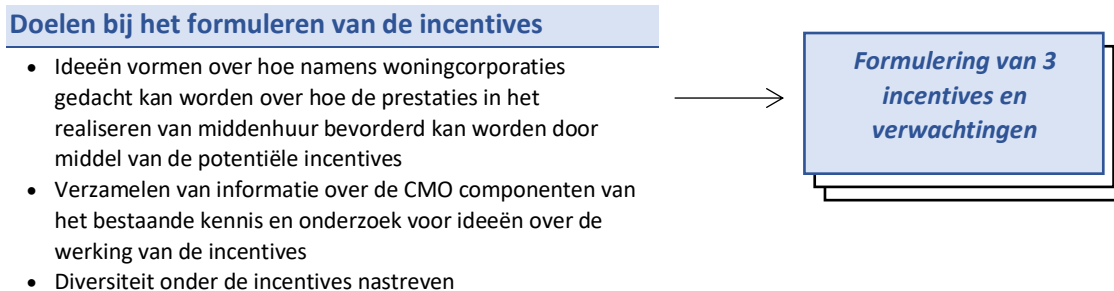 Doelen bij het formuleren van de incentives
• Ideeën vormen over hoe namens woningcorporaties
gedacht kan worden over hoe de prestaties in het
realiseren van middenhuur bevorderd kan worden door
middel van de potentiële incentives
• Verzamelen van informatie over de CMO componenten van
het bestaande kennis en onderzoek voor ideeën over de
werking van de incentives
• Diversiteit onder de incentives nastreven
Formulering van 3
incentives en
verwachtingen